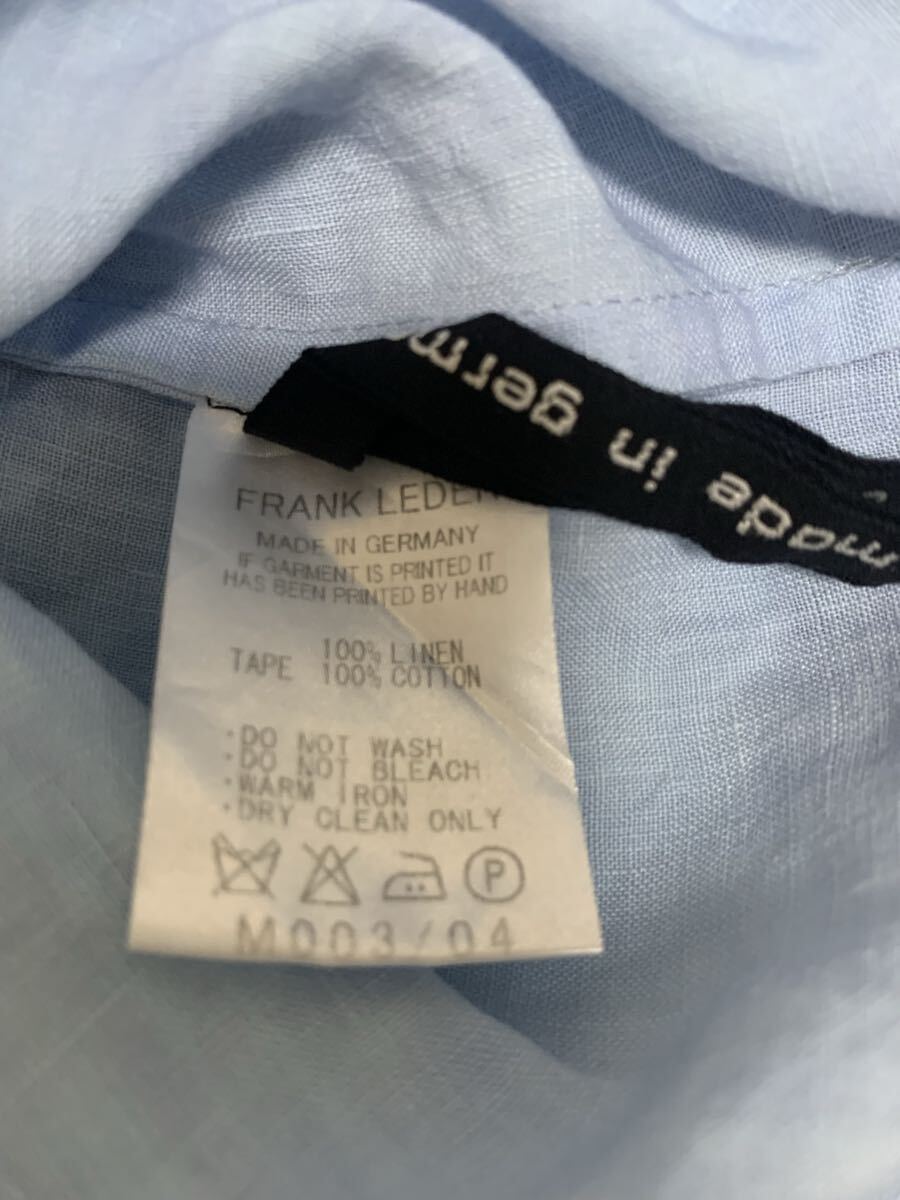 made in germ
FRANK LEDER
MADE IN GERMANY
IF GARMENT IS PRINTED IT
HAS BEEN PRINTED BY HAND
100% LINEN
TAPE 100% COTTON
·DO NOT WASH
·DO NOT BLEACH
·WARM IRON
·DRY CLEAN ONLY
P
M003/04